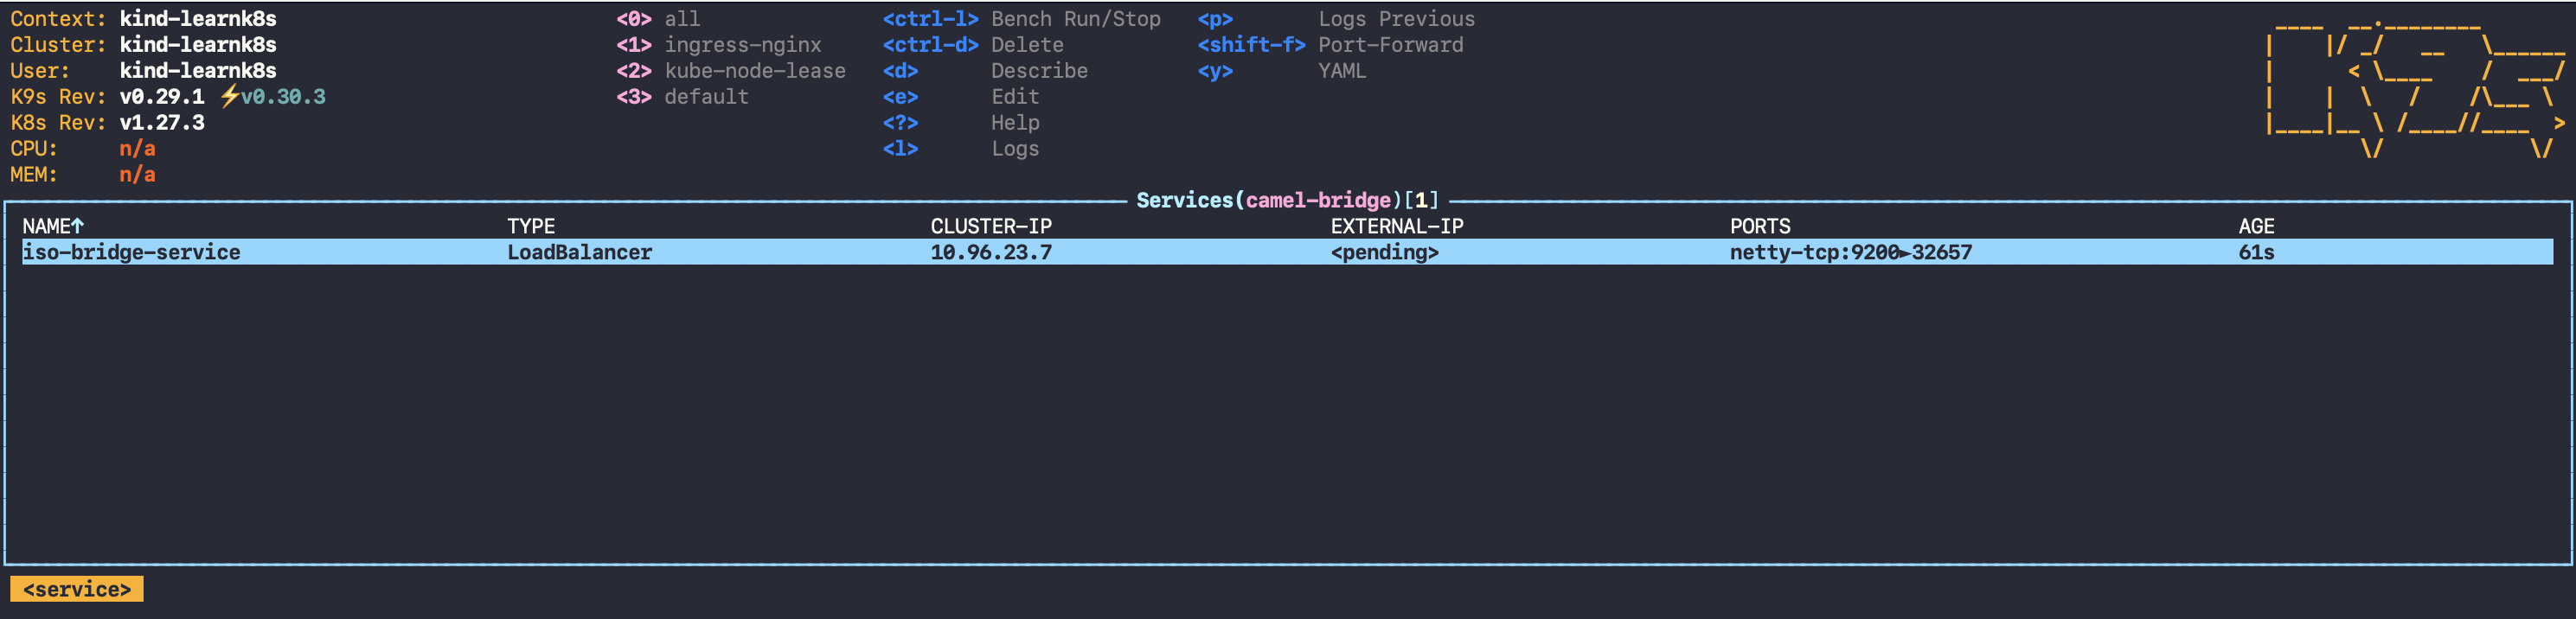 Context: kind-learnk8s <0> all <ctrl-l> Bench Run/Stop <p> Logs Previous
Cluster: kind-learnk8s <1> ingress-nginx <ctrl-d> Delete <shift-f> Port-Forward
User: kind-learnk8s <2> kube-node-lease <d> Describe <y> YAML
K9s Rev: v0.29.1 ⚡v0.30.3 <3> default <e> Edit
K8s Rev: v1.27.3 <?> Help
CPU: n/a <l> Logs
MEM: n/a
Services(camel-bridge)[1]
NAME↑ TYPE CLUSTER-IP EXTERNAL-IP PORTS AGE
iso-bridge-service LoadBalancer 10.96.23.7 <pending> netty-tcp:9200►32657 61s
<service>